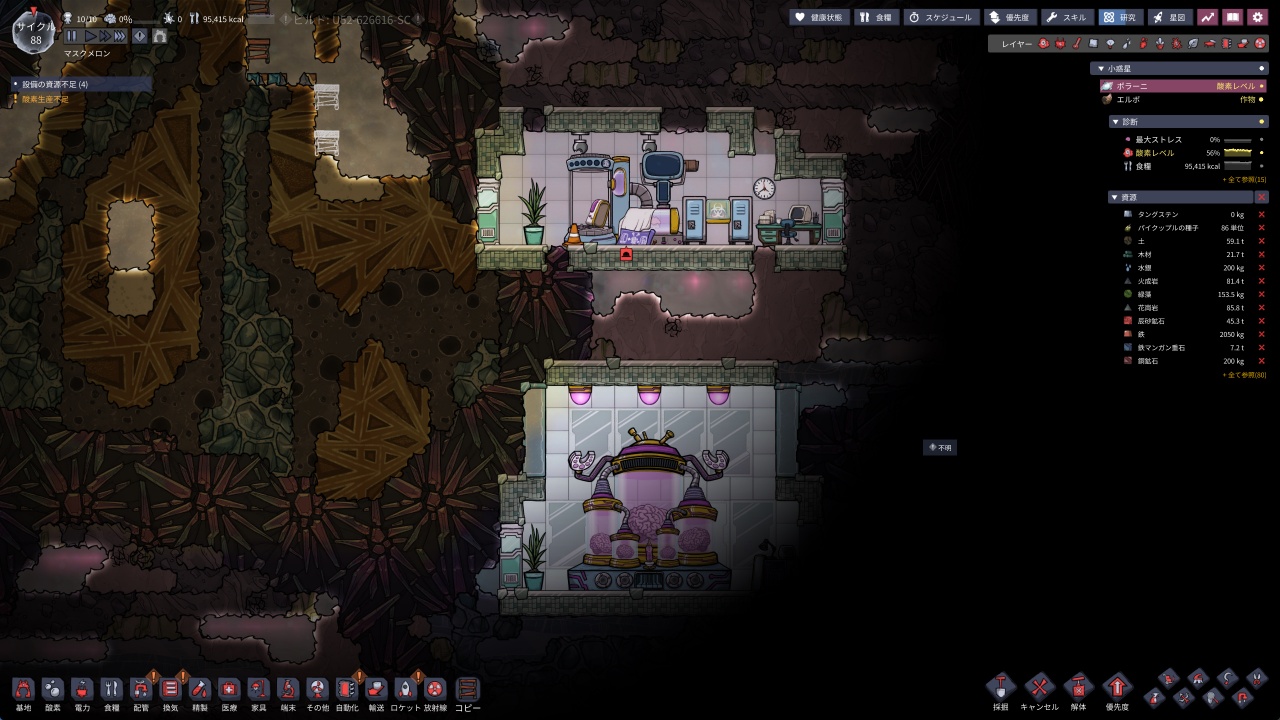 サイクル
88
10/10
0%
0
95,415 kcal
ビルド: U52-626616-SC
マスクメロン
設備の資源不足 (4)
酸素生産不足
健康状態
食糧
スケジュール
優先度
スキル
研究
星図
レイヤー
小惑星
ボラーニ 酸素レベル
エルボ 作物
診断
最大ストレス 0%
酸素レベル 56%
食糧 95,415 kcal
+ 全て参照(15)
資源
タングステン 0 kg
バイクップルの種子 86 単位
土 59.1 t
木材 21.7 t
水銀 200 kg
火成岩 81.4 t
緑藻 153.5 kg
花崗岩 85.8 t
辰砂鉱石 45.3 t
鉄 2050 kg
鉄マンガン重石 7.2 t
銅鉱石 200 kg
+ 全て参照(80)
不明
基地
酸素
電力
食糧
配管
換気
精製
医療
家具
端末
その他
自動化
輸送
ロケット
放射線
コピー
採掘
キャンセル
解体
優先度